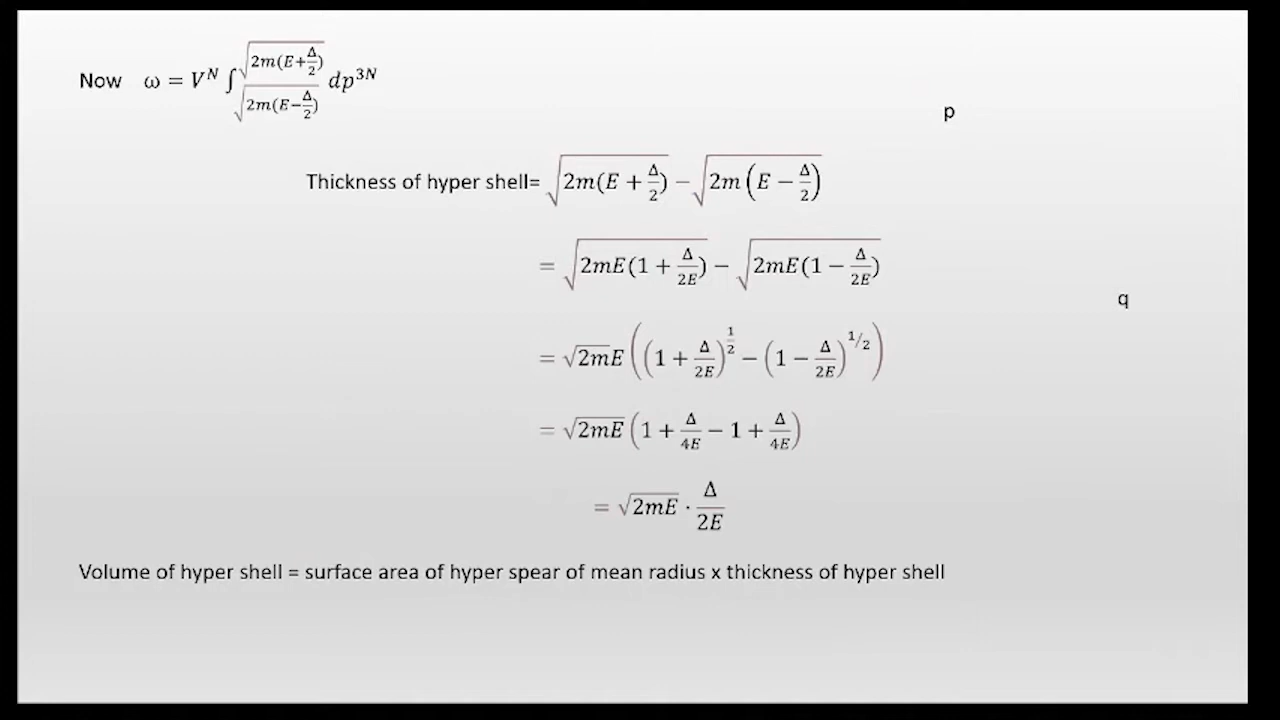 Now ω = V^N ∫_{√(2m(E−Δ/2))}^{√(2m(E+Δ/2))} dp^{3N}
p
Thickness of hyper shell= √(2m(E + Δ/2)) − √(2m(E − Δ/2))
= √(2mE(1 + Δ/2E)) − √(2mE(1 − Δ/2E))
q
= √(2m)E ((1 + Δ/2E)^{1/2} − (1 − Δ/2E)^{1/2})
= √(2mE) (1 + Δ/4E − 1 + Δ/4E)
= √(2mE) · Δ/2E
Volume of hyper shell = surface area of hyper spear of mean radius x thickness of hyper shell